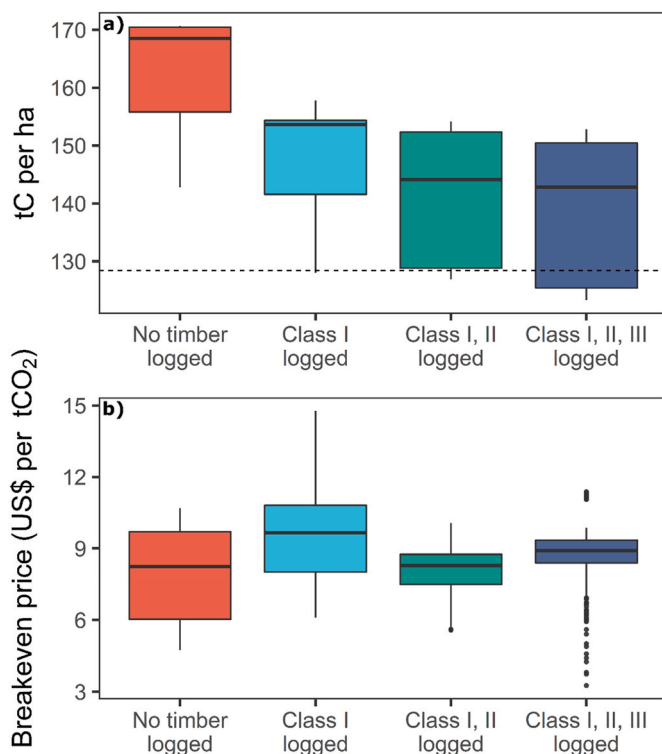 a)
tC per ha
170
160
150
140
130
No timber
logged
Class I
logged
Class I, II
logged
Class I, II, III
logged
b)
Breakeven price (US$ per tCO₂)
15
12
9
6
3
No timber
logged
Class I
logged
Class I, II
logged
Class I, II, III
logged